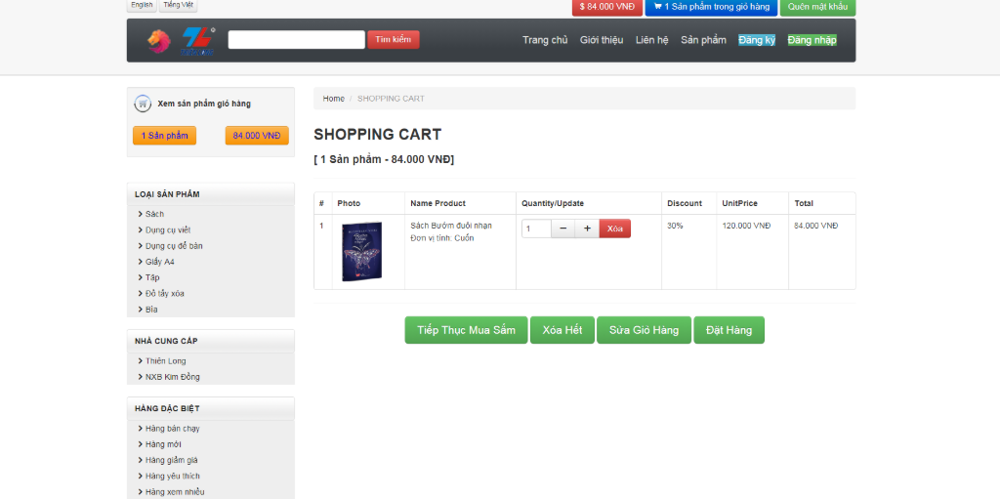 English Tiếng Việt
$ 84.000 VNĐ 1 Sản phẩm trong giỏ hàng Quên mật khẩu
Tìm kiếm Trang chủ Giới thiệu Liên hệ Sản phẩm Đăng ký Đăng nhập
Xem sản phẩm giỏ hàng
1 Sản phẩm 84.000 VNĐ
LOẠI SẢN PHẨM
Sách
Dụng cụ viết
Dụng cụ để bàn
Giấy A4
Tập
Đồ tẩy xóa
Bìa
NHÀ CUNG CẤP
Thiên Long
NXB Kim Đồng
HÀNG ĐẶC BIỆT
Hàng bán chạy
Hàng mới
Hàng giảm giá
Hàng yêu thích
Hàng xem nhiều
Home / SHOPPING CART
SHOPPING CART
[ 1 Sản phẩm - 84.000 VNĐ]
# Photo Name Product Quantity/Update Discount UnitPrice Total
1 Sách Bướm đuôi nhạn 1 Xóa 30% 120.000 VNĐ 84.000 VNĐ
Đơn vị tính: Cuốn
Tiếp Thục Mua Sắm Xóa Hết Sửa Giỏ Hàng Đặt Hàng